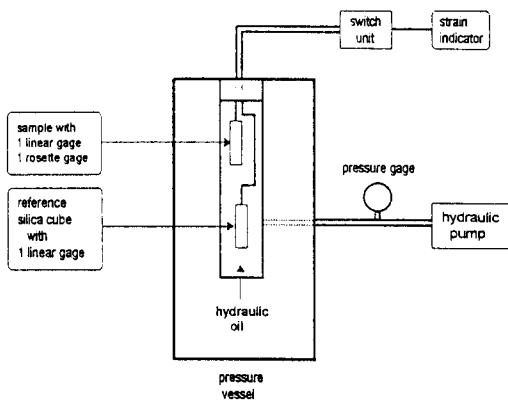 switch
unit
strain
indicator
sample with
1 linear gage
1 rosette gage
pressure gage
reference
silica cube
with
1 linear gage
hydraulic
pump
hydraulic
oil
pressure
vessel